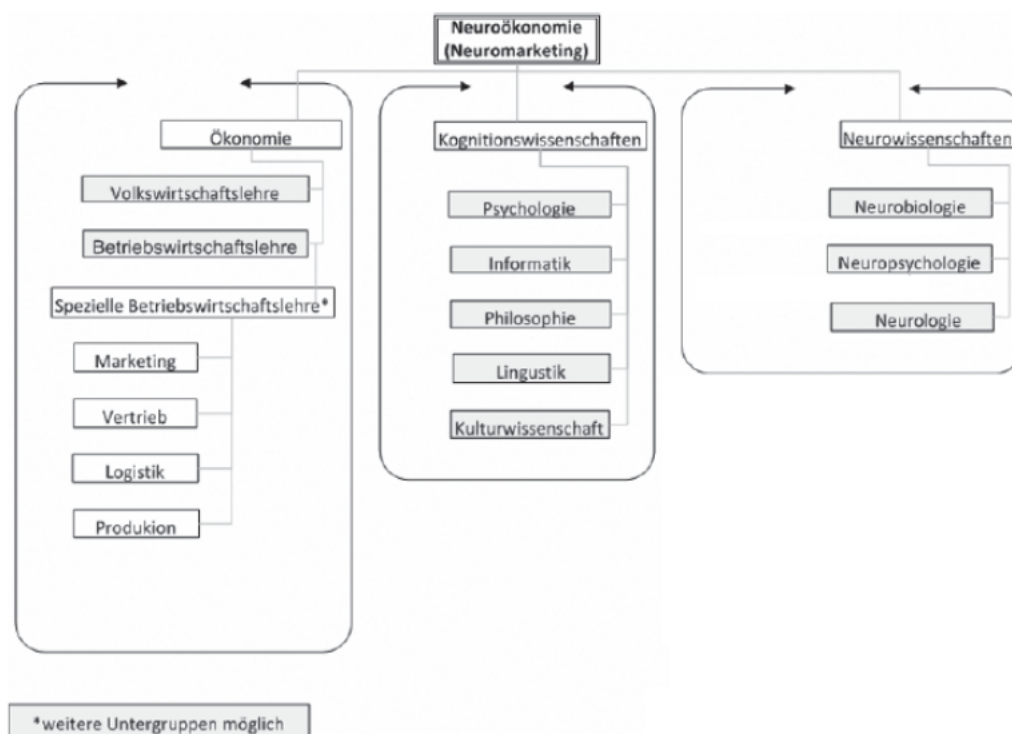 Neuroökonomie
(Neuromarketing)
Ökonomie
Volkswirtschaftslehre
Betriebswirtschaftslehre
Spezielle Betriebswirtschaftslehre*
Marketing
Vertrieb
Logistik
Produkion
Kognitionswissenschaften
Psychologie
Informatik
Philosophie
Lingustik
Kulturwissenschaft
Neurowissenschaften
Neurobiologie
Neuropsychologie
Neurologie
*weitere Untergruppen möglich